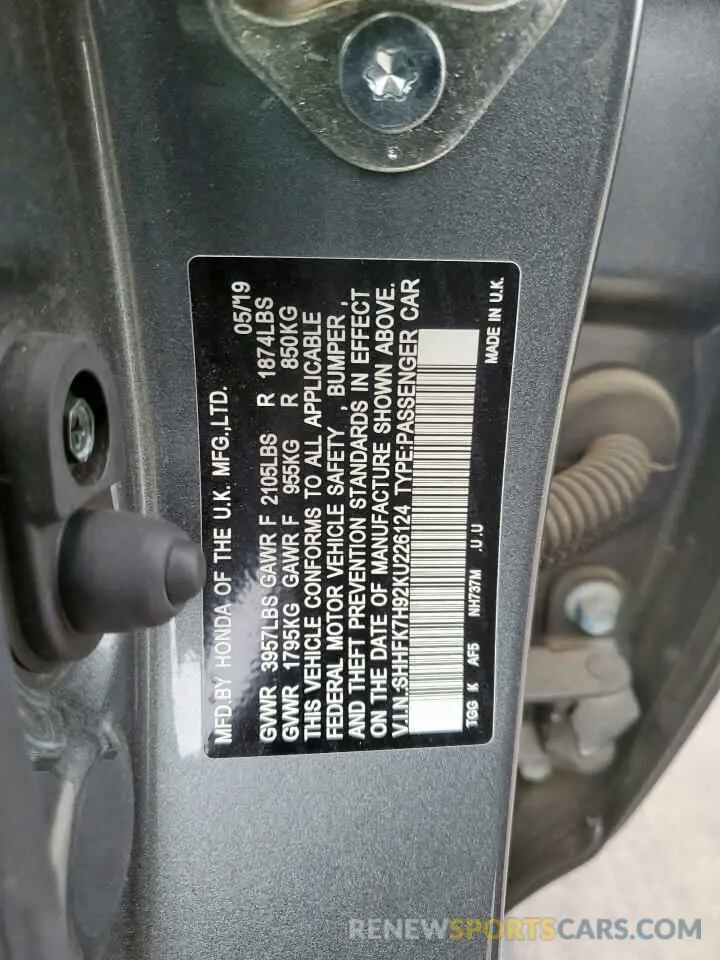 MFD.BY HONDA OF THE U.K. MFG.,LTD. 05/19
GVWR 3957LBS GAWR F 2105LBS R 1874LBS
GVWR 1795KG GAWR F 955KG R 850KG
THIS VEHICLE CONFORMS TO ALL APPLICABLE
FEDERAL MOTOR VEHICLE SAFETY , BUMPER ,
AND THEFT PREVENTION STANDARDS IN EFFECT
ON THE DATE OF MANUFACTURE SHOWN ABOVE.
V.I.N.:SHHFK7H92KU226124 TYPE:PASSENGER CAR
TGG K AF5 NH737M .U .U MADE IN U.K.
RENEWSPORTSCARS.COM